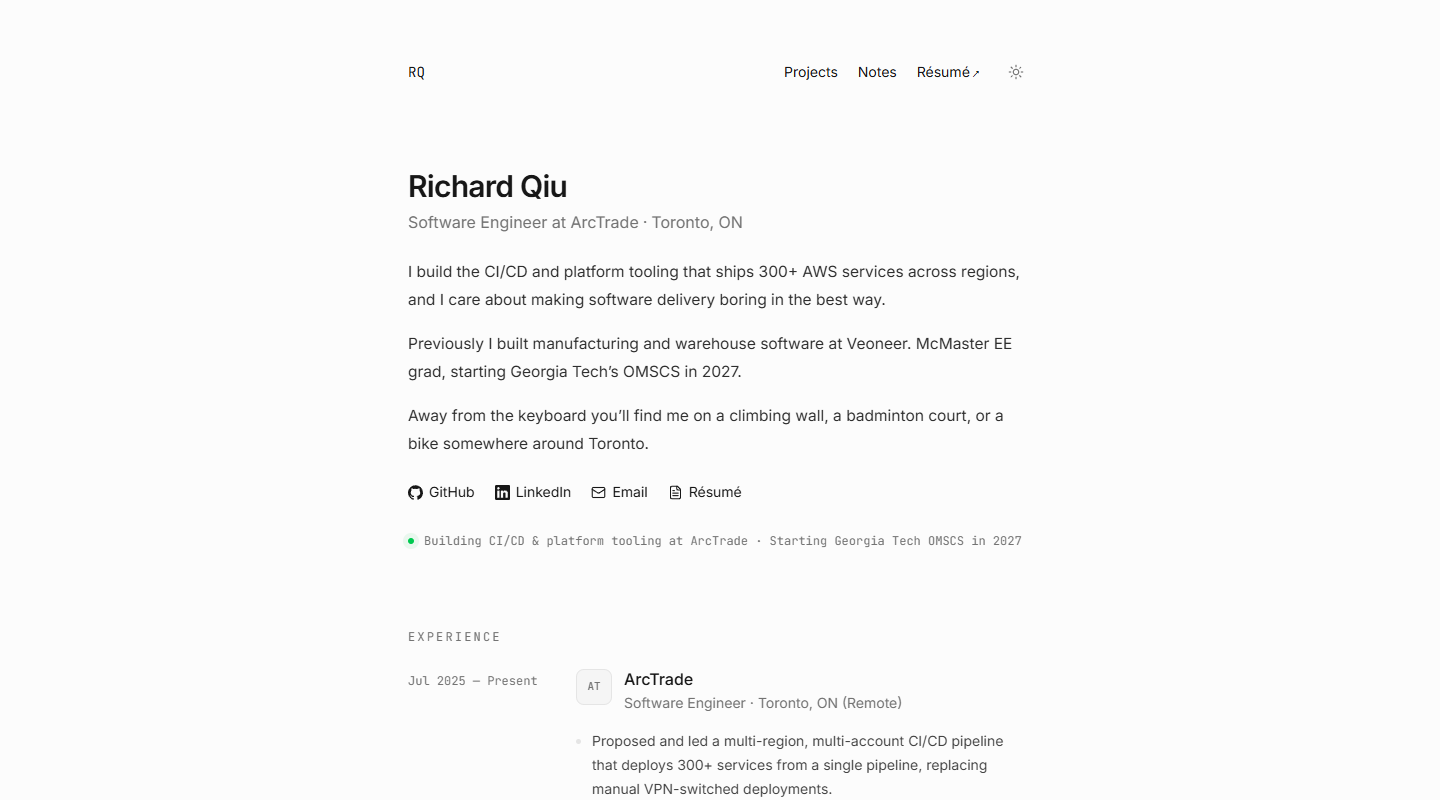 RQ
Projects Notes Résumé↗
Richard Qiu
Software Engineer at ArcTrade · Toronto, ON
I build the CI/CD and platform tooling that ships 300+ AWS services across regions,
and I care about making software delivery boring in the best way.
Previously I built manufacturing and warehouse software at Veoneer. McMaster EE
grad, starting Georgia Tech’s OMSCS in 2027.
Away from the keyboard you’ll find me on a climbing wall, a badminton court, or a
bike somewhere around Toronto.
GitHub LinkedIn Email Résumé
Building CI/CD & platform tooling at ArcTrade · Starting Georgia Tech OMSCS in 2027
EXPERIENCE
Jul 2025 — Present
AT
ArcTrade
Software Engineer · Toronto, ON (Remote)
Proposed and led a multi-region, multi-account CI/CD pipeline
that deploys 300+ services from a single pipeline, replacing
manual VPN-switched deployments.